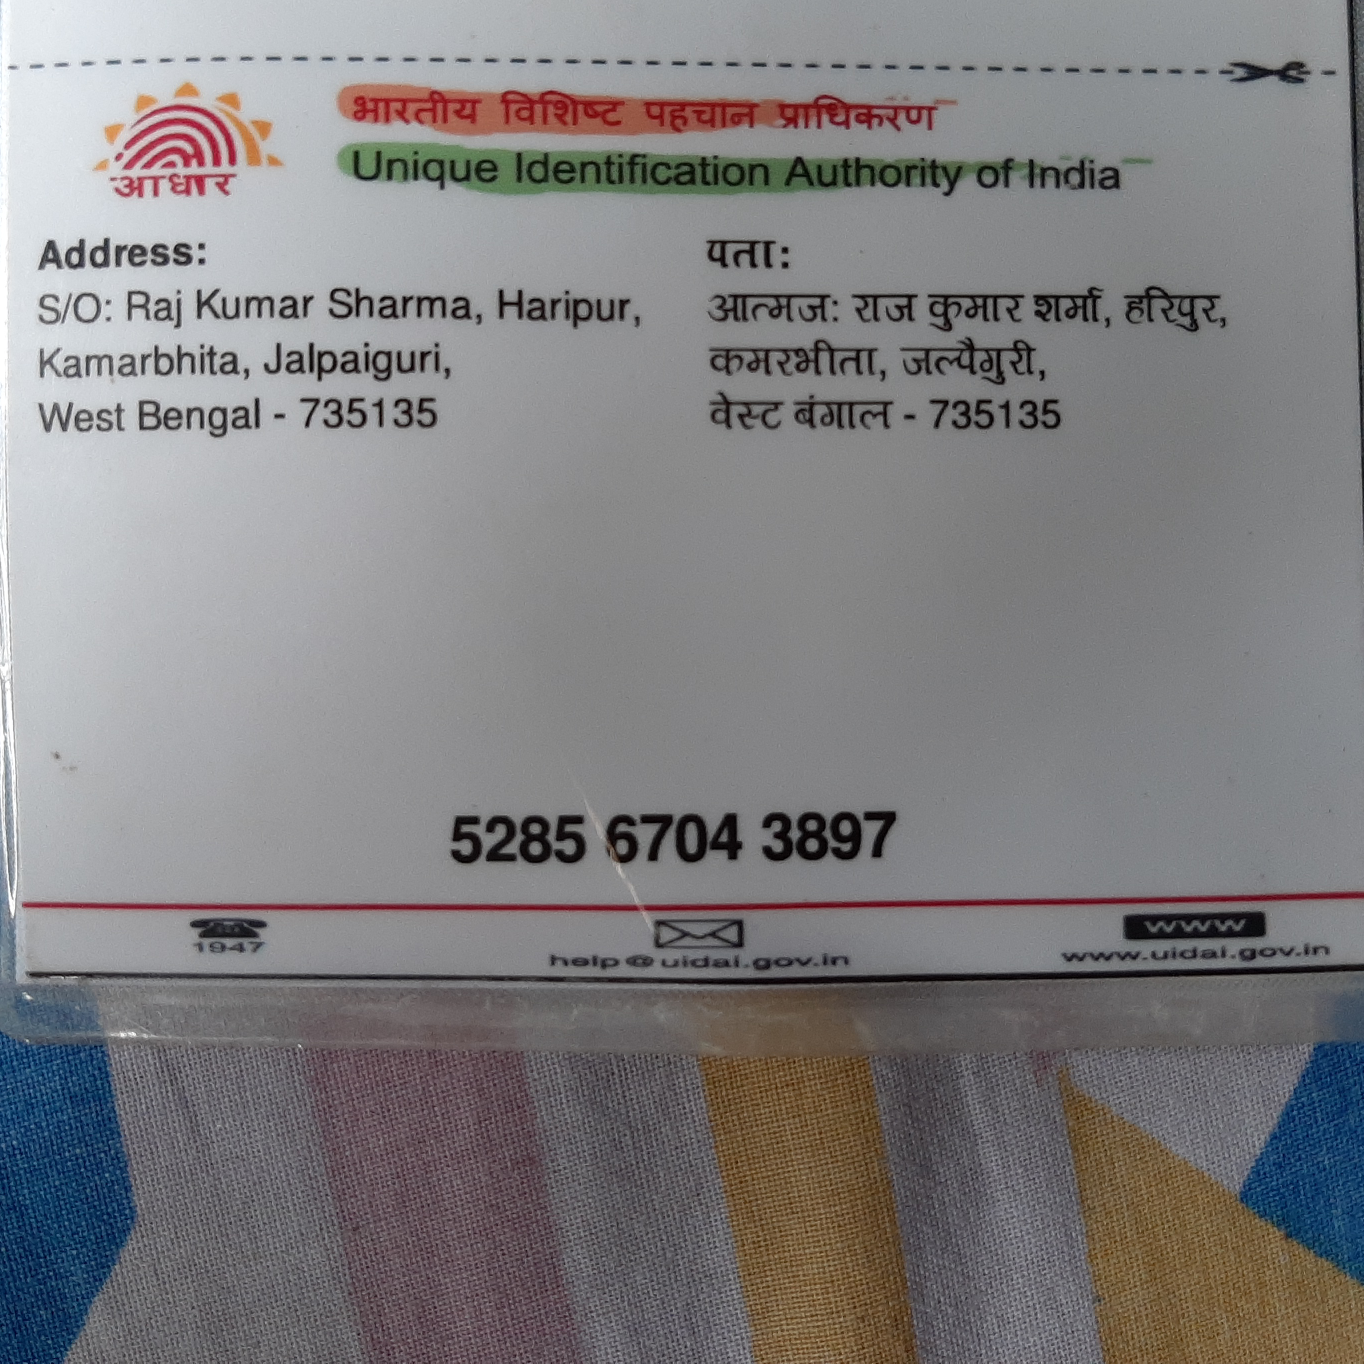 आधार
भारतीय विशिष्ट पहचान प्राधिकरण
Unique Identification Authority of India
Address:
S/O: Raj Kumar Sharma, Haripur,
Kamarbhita, Jalpaiguri,
West Bengal - 735135
पता:
आत्मज: राज कुमार शर्मा, हरिपुर,
कमरभीता, जल्पैगुरी,
वेस्ट बंगाल - 735135
5285 6704 3897
1947
help@uidai.gov.in
www
www.uidai.gov.in